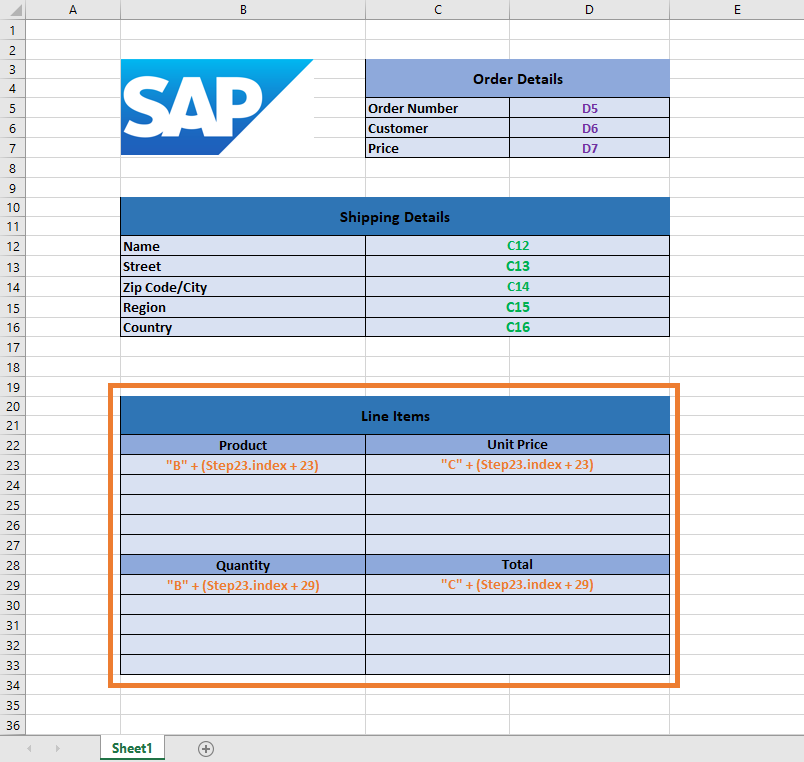 A B C D E
1
2
3
SAP
Order Details
4
5 Order Number D5
6 Customer D6
7 Price D7
8
9
10
Shipping Details
11
12 Name C12
13 Street C13
14 Zip Code/City C14
15 Region C15
16 Country C16
17
18
19
20
Line Items
21
22 Product Unit Price
23 "B" + (Step23.index + 23) "C" + (Step23.index + 23)
24
25
26
27
28 Quantity Total
29 "B" + (Step23.index + 29) "C" + (Step23.index + 29)
30
31
32
33
34
35
36
Sheet1